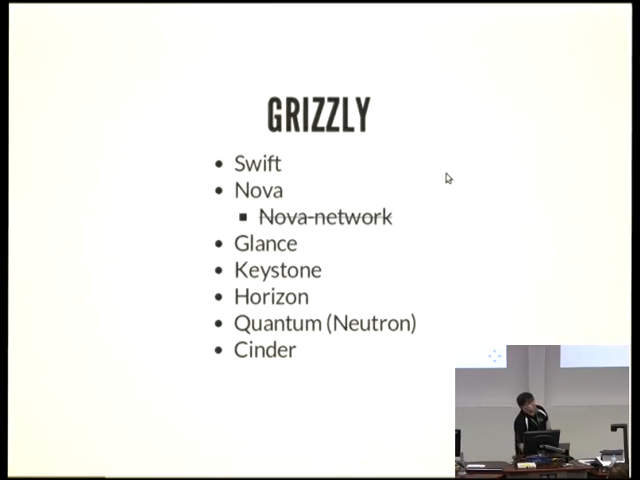 GRIZZLY
Swift
Nova
Nova-network
Glance
Keystone
Horizon
Quantum (Neutron)
Cinder